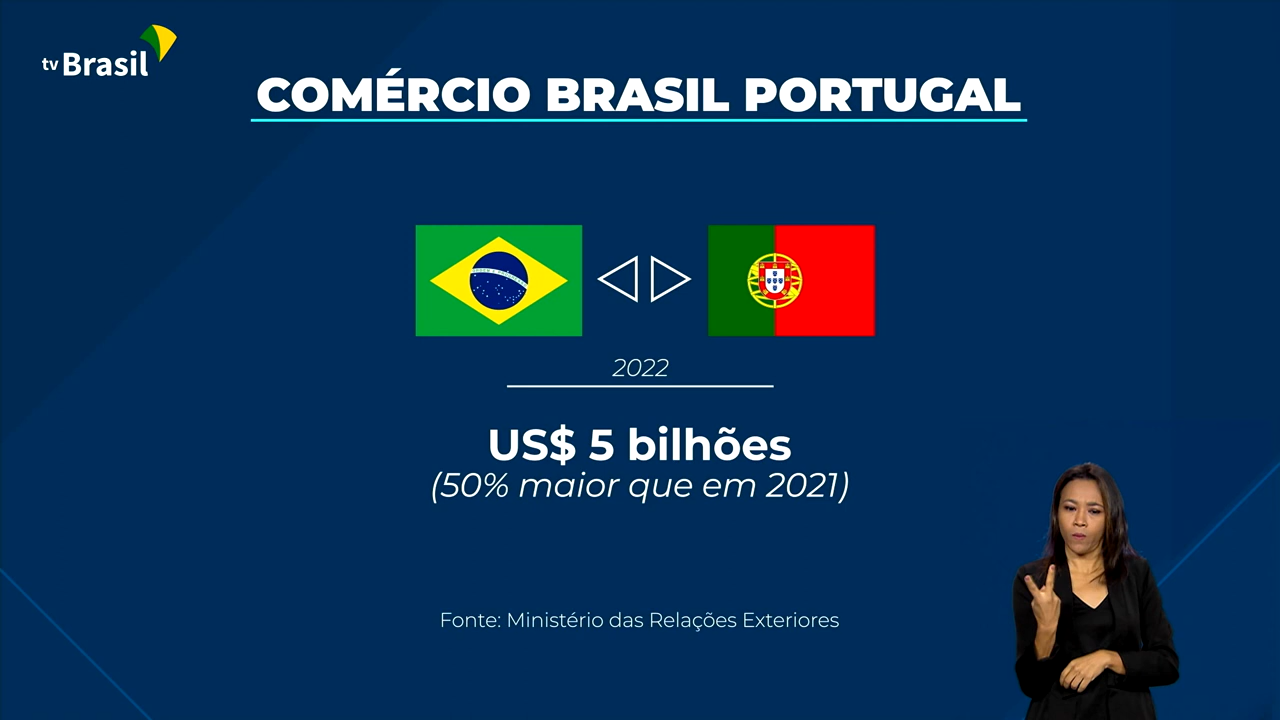 tv Brasil
COMÉRCIO BRASIL PORTUGAL
2022
US$ 5 bilhões
(50% maior que em 2021)
Fonte: Ministério das Relações Exteriores